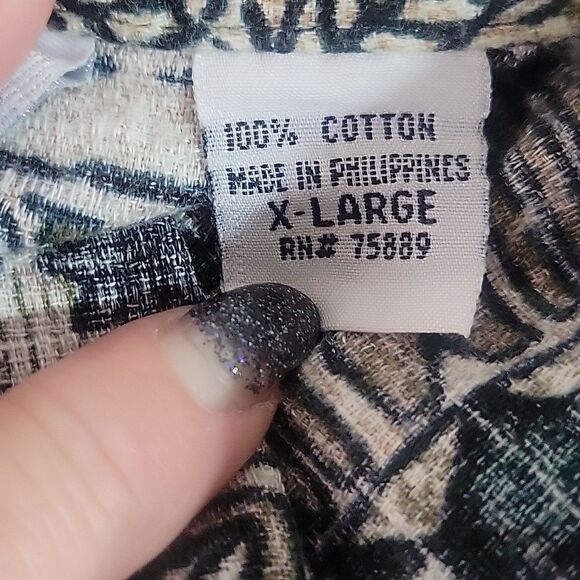 100% COTTON
MADE IN PHILIPPINES
X-LARGE
RN# 75889